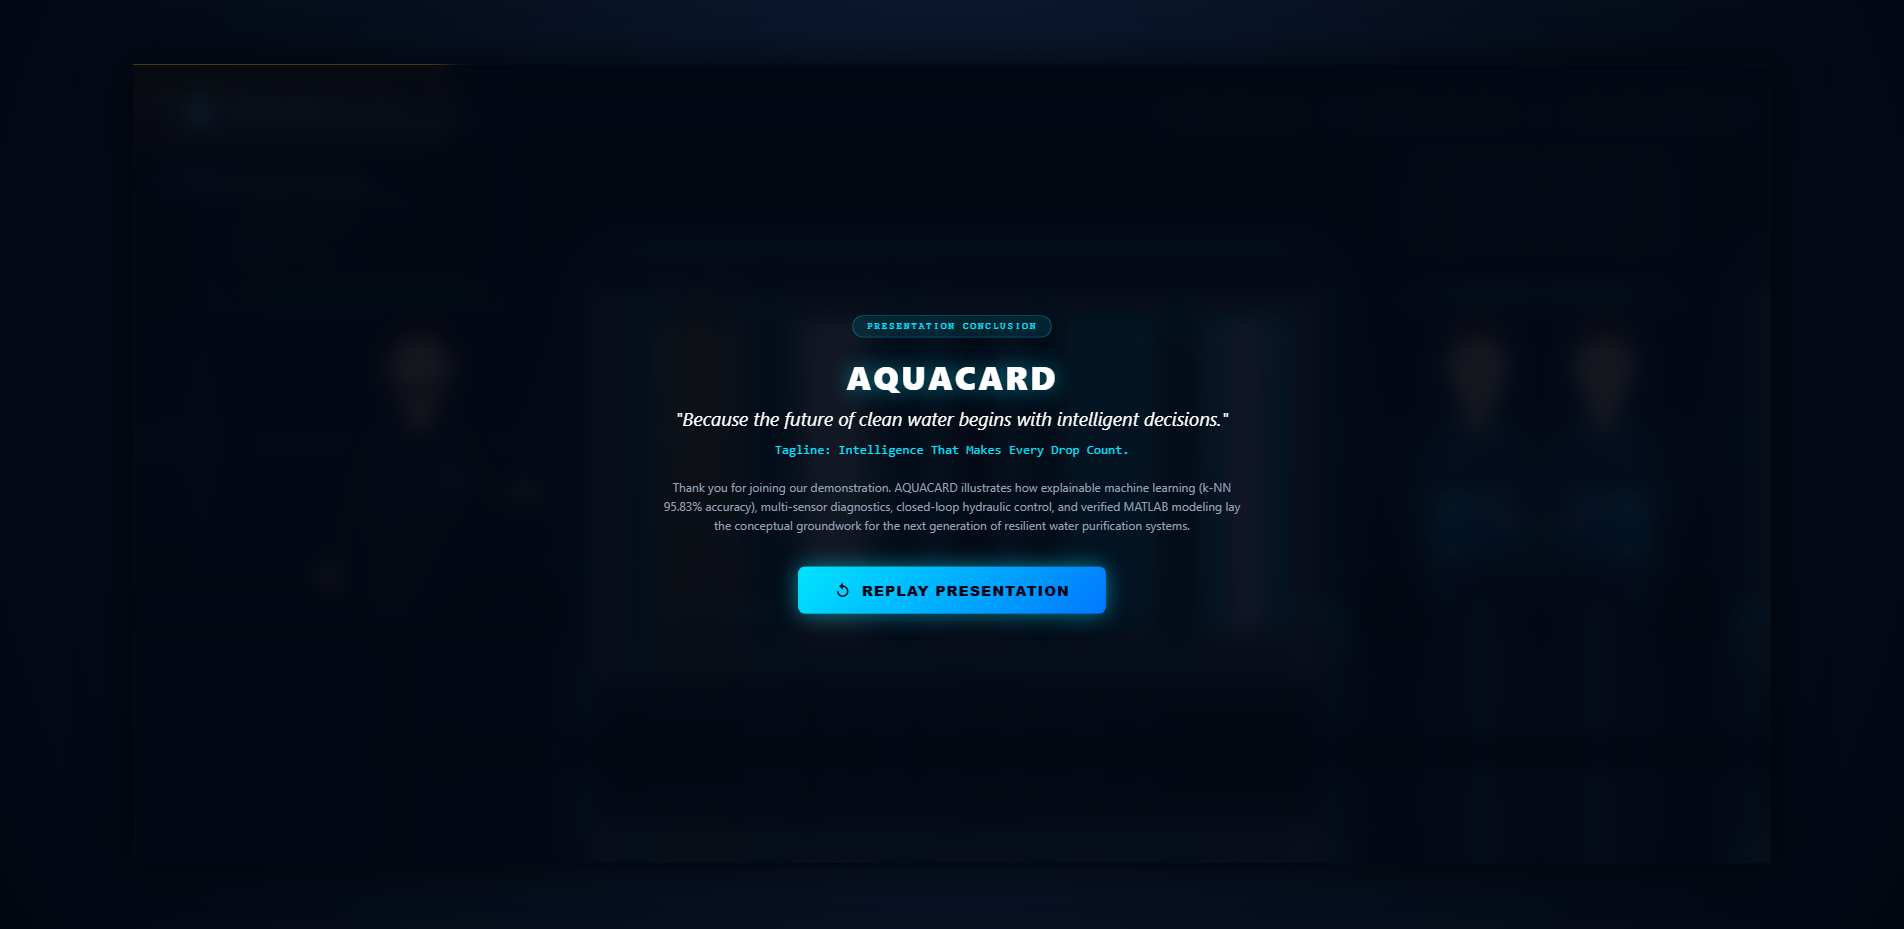 PRESENTATION CONCLUSION
AQUACARD
"Because the future of clean water begins with intelligent decisions."
Tagline: Intelligence That Makes Every Drop Count.
Thank you for joining our demonstration. AQUACARD illustrates how explainable machine learning (k-NN
95.83% accuracy), multi-sensor diagnostics, closed-loop hydraulic control, and verified MATLAB modeling lay
the conceptual groundwork for the next generation of resilient water purification systems.
REPLAY PRESENTATION